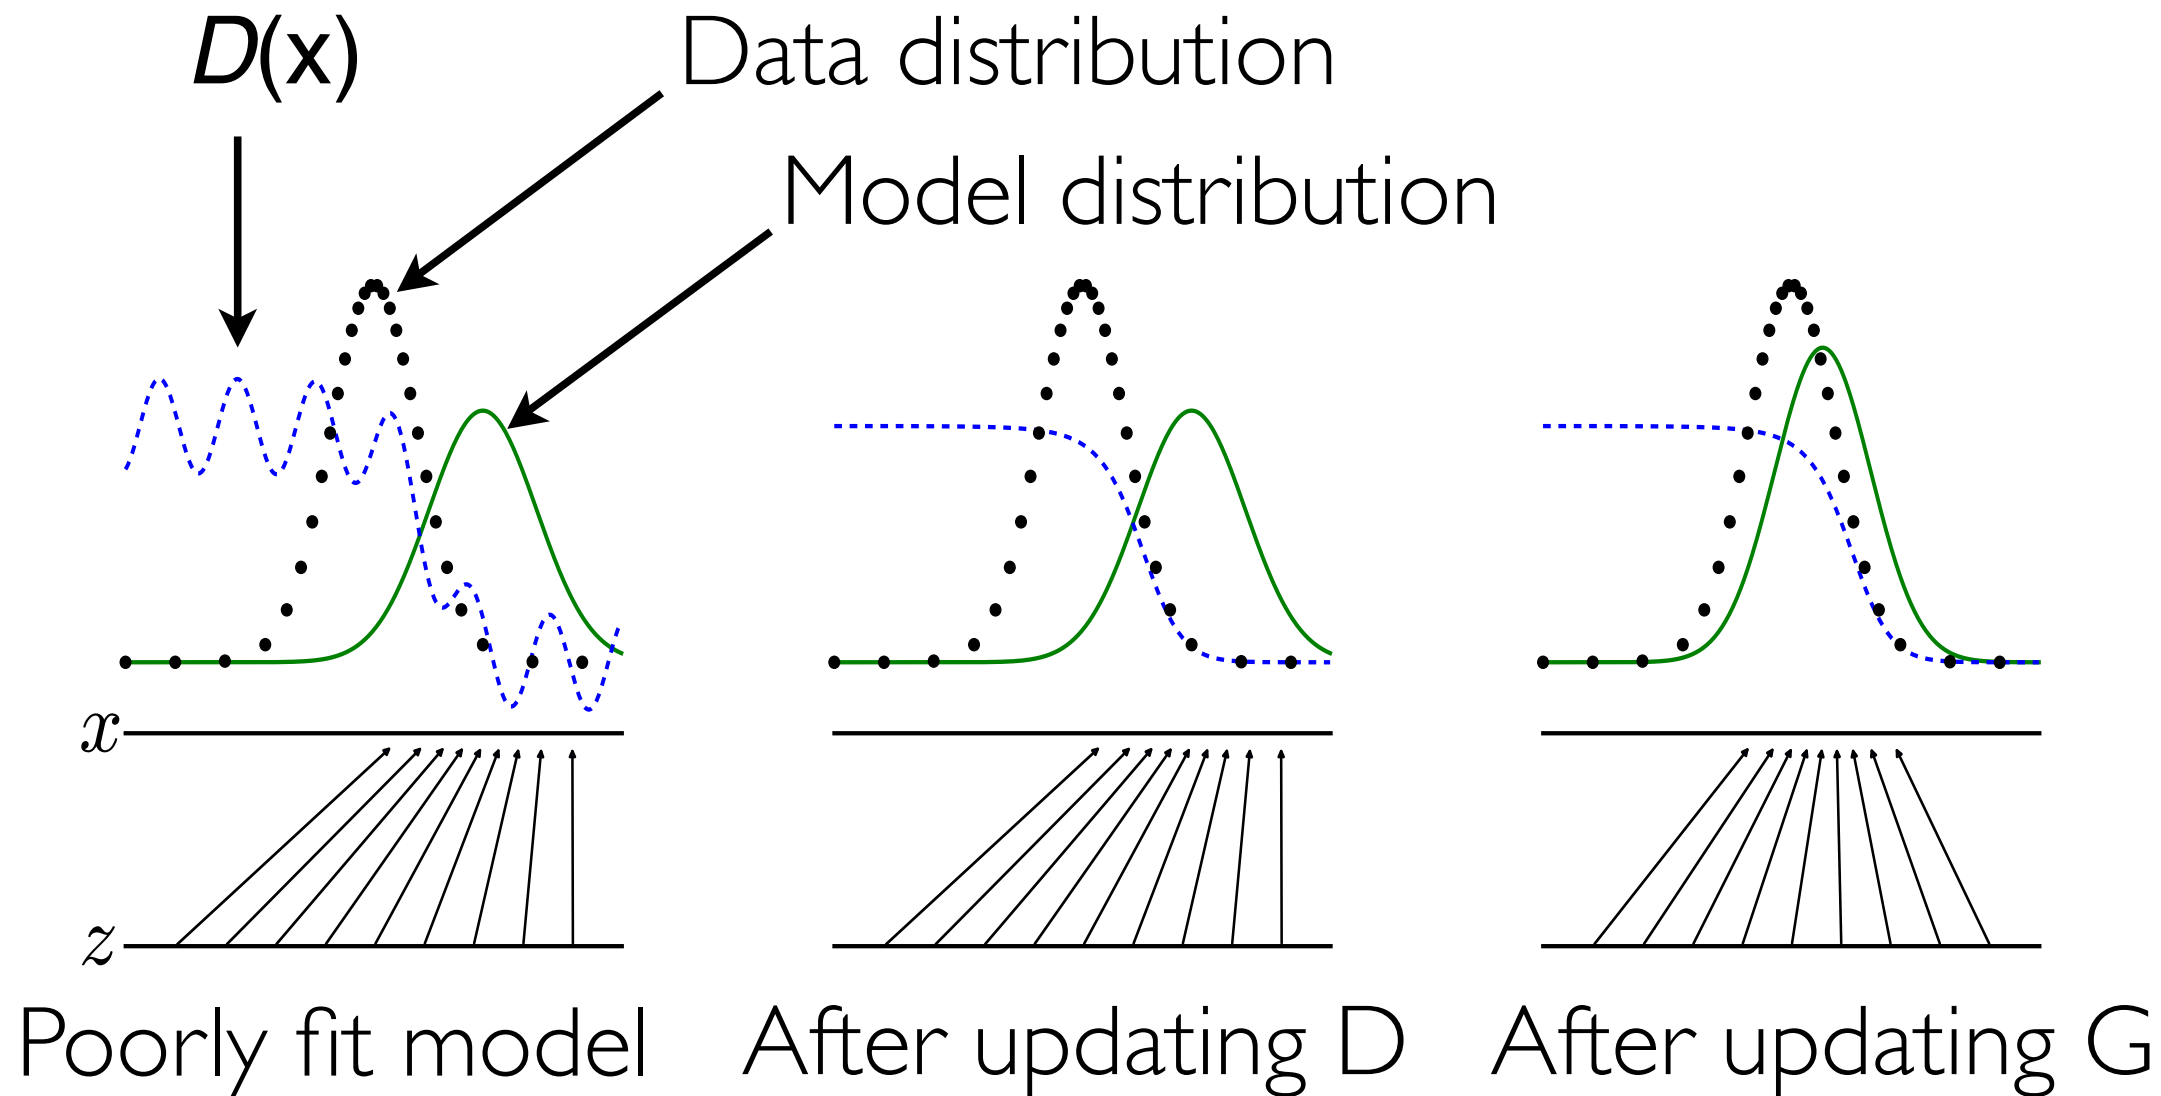 D(x)
Data distribution
Model distribution
x
z
Poorly fit model
After updating D
After updating G